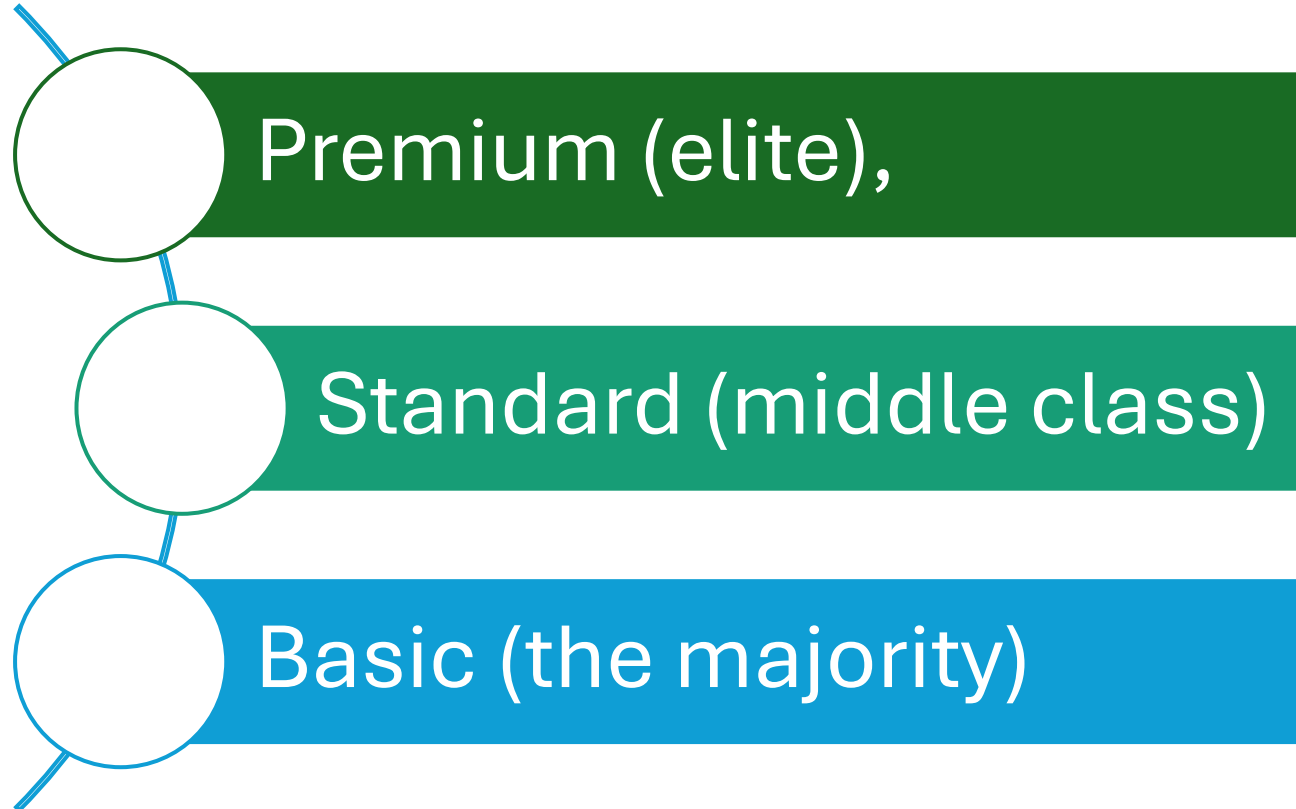 Premium (elite),
Standard (middle class)
Basic (the majority)